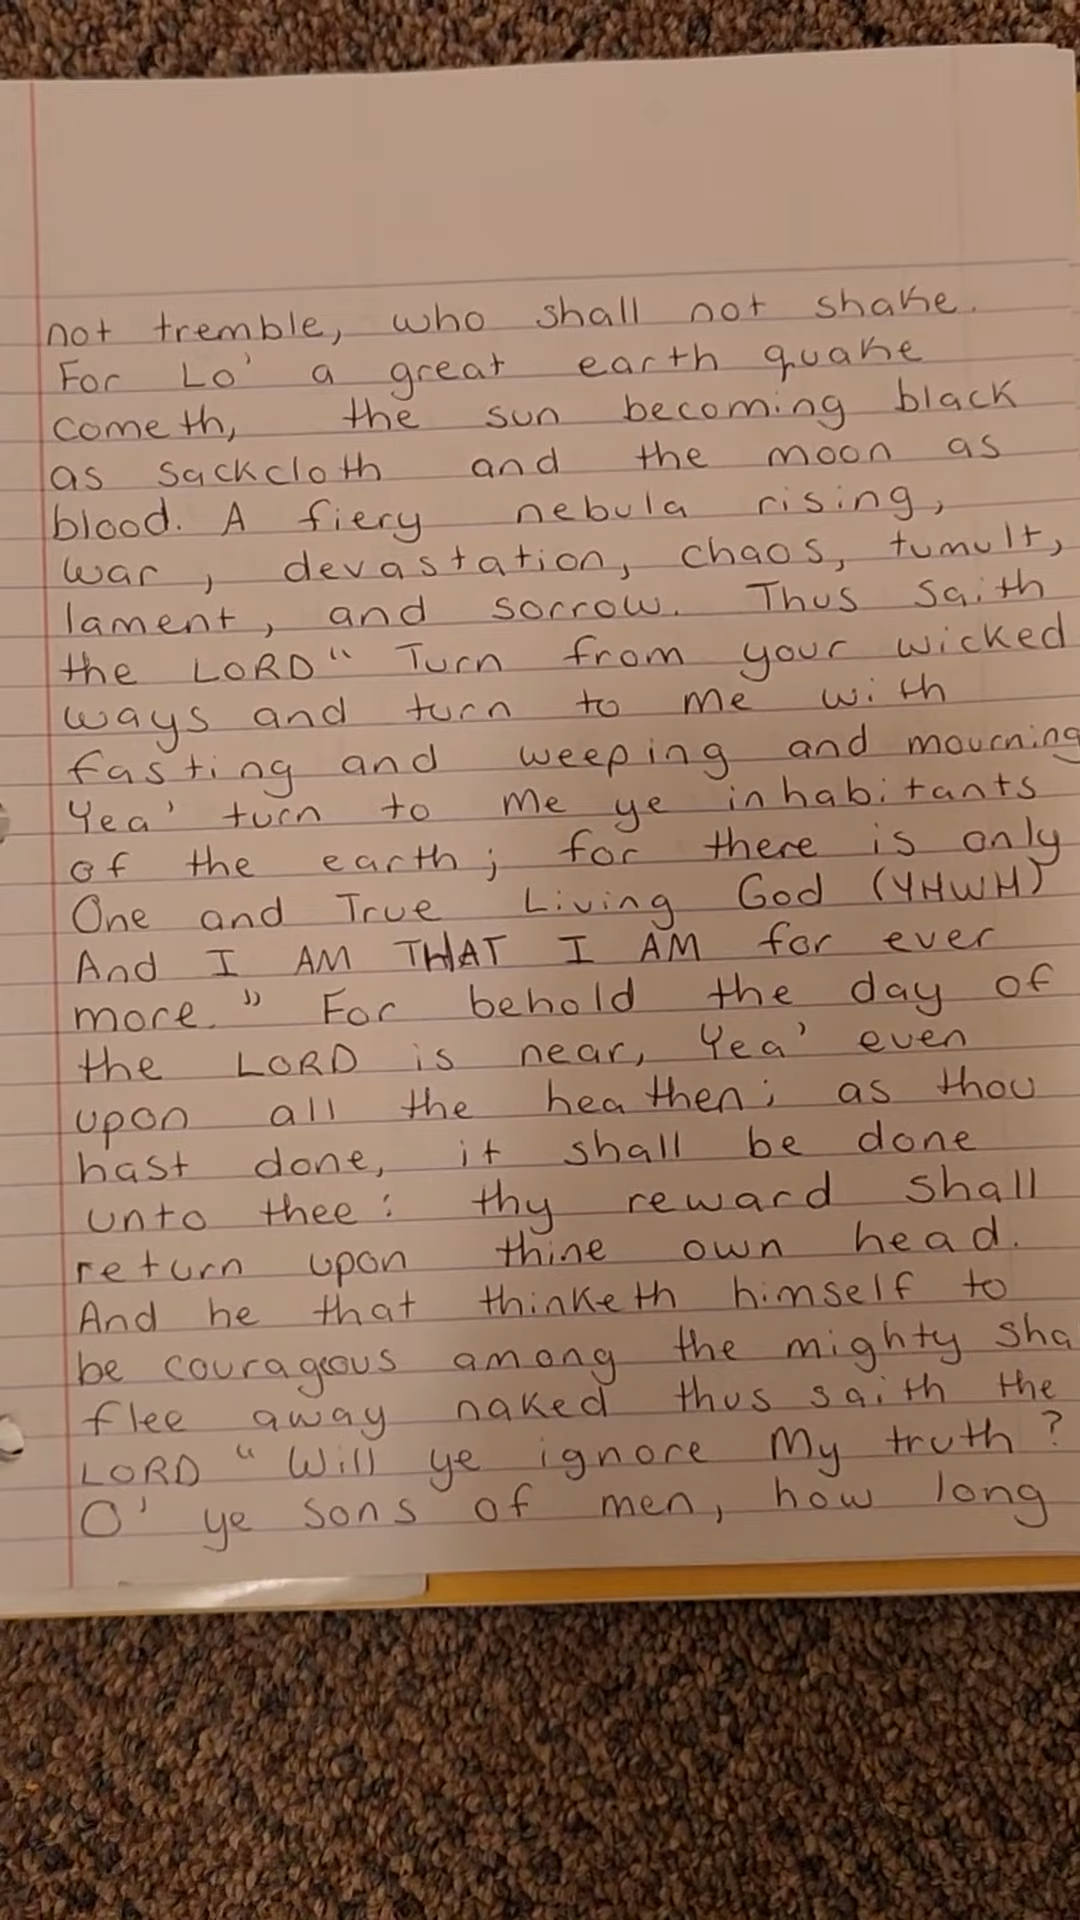 not tremble, who shall not shake.
For Lo' a great earth quake
cometh, the sun becoming black
as sackcloth and the moon as
blood. A fiery nebula rising,
war, devastation, chaos, tumult,
lament, and sorrow. Thus saith
the LORD " Turn from your wicked
ways and turn to me with
fasting and weeping and mourning
Yea' turn to Me ye inhabitants
of the earth; for there is only
One and True Living God (YHWH)
And I AM THAT I AM for ever
more." For behold the day of
the LORD is near, Yea' even
upon all the heathen; as thou
hast done, it shall be done
unto thee: thy reward shall
return upon thine own head.
And he that thinketh himself to
be courageous among the mighty sha
flee away naked thus saith the
LORD " Will ye ignore My truth?
O' ye sons of men, how long